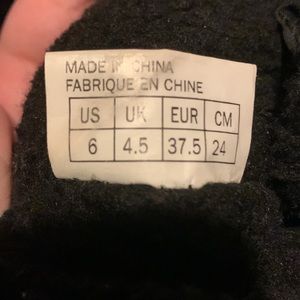 MADE IN CHINA
FABRIQUE EN CHINE
US UK EUR CM
6 4.5 37.5 24